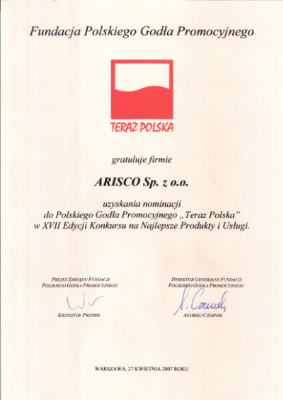 Fundacja Polskiego Godła Promocyjnego
TERAZ POLSKA
gratuluje firmie
ARISCO Sp. z o.o.
uzyskania nominacji
do Polskiego Godła Promocyjnego „Teraz Polska”
w XVII Edycji Konkursu na Najlepsze Produkty i Usługi.
PREZES ZARZĄDU FUNDACJI
POLSKIEGO GODŁA PROMOCYJNEGO
KRZYSZTOF PRZYBYŁ
DYREKTOR GENERALNY FUNDACJI
POLSKIEGO GODŁA PROMOCYJNEGO
ANDRZEJ CZERNEK
WARSZAWA, 27 KWIETNIA 2007 ROKU